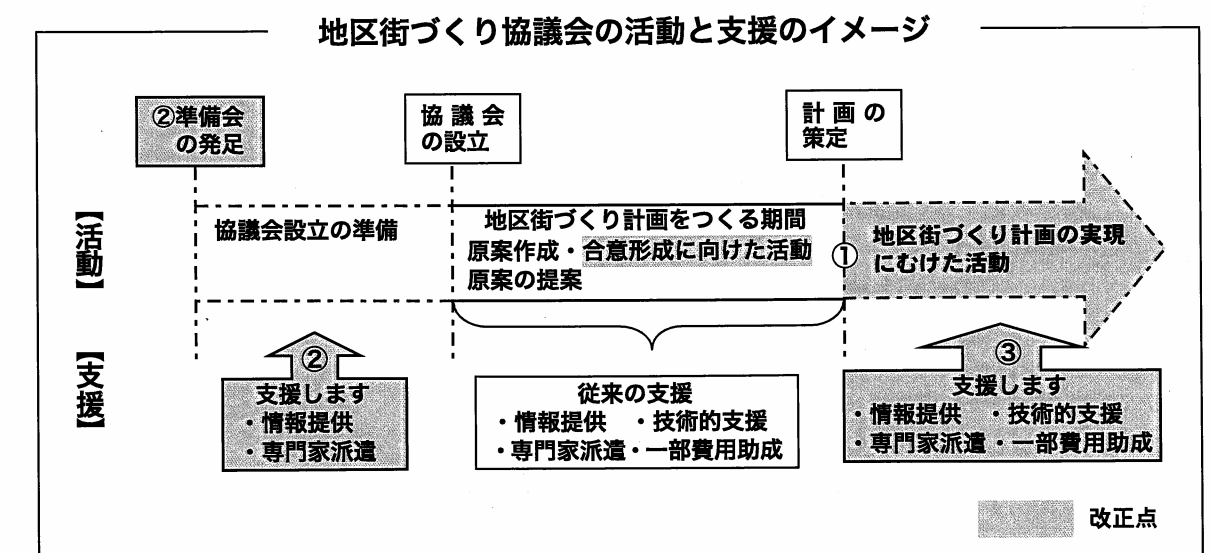 地区街づくり協議会の活動と支援のイメージ
②準備会
の発足
協議会
の設立
計画の
策定
【活動】
協議会設立の準備
地区街づくり計画をつくる期間
原案作成・合意形成に向けた活動
原案の提案
①
地区街づくり計画の実現
にむけた活動
【支援】
②
支援します
・情報提供
・専門家派遣
従来の支援
・情報提供 ・技術的支援
・専門家派遣・一部費用助成
③
支援します
・情報提供 ・技術的支援
・専門家派遣・一部費用助成
改正点